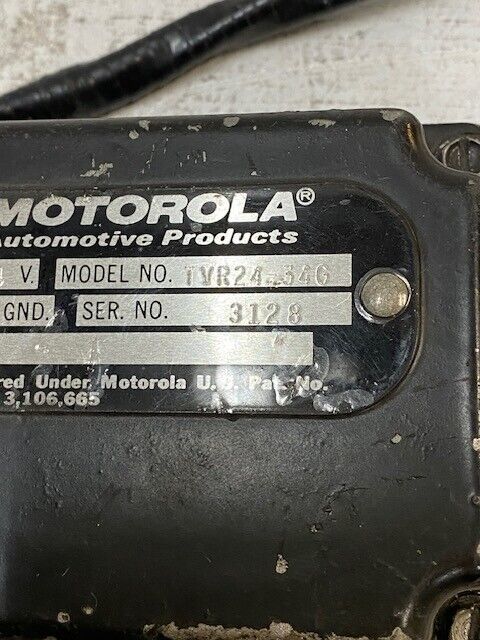 MOTOROLA®
Automotive Products
V. MODEL NO. TVR24-34G
GND. SER. NO. 3128
red Under Motorola U.S. Pat. No.
3,106,665